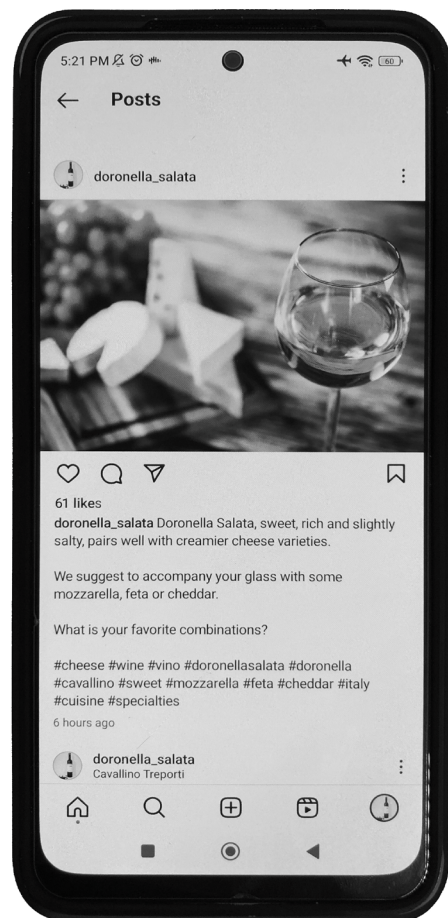 5:21 PM
60
Posts
doronella_salata
61 likes
doronella_salata Doronella Salata, sweet, rich and slightly
salty, pairs well with creamier cheese varieties.
We suggest to accompany your glass with some
mozzarella, feta or cheddar.
What is your favorite combinations?
#cheese #wine #vino #doronellasalata #doronella
#cavallino #sweet #mozzarella #feta #cheddar #italy
#cuisine #specialties
6 hours ago
doronella_salata
Cavallino Treporti